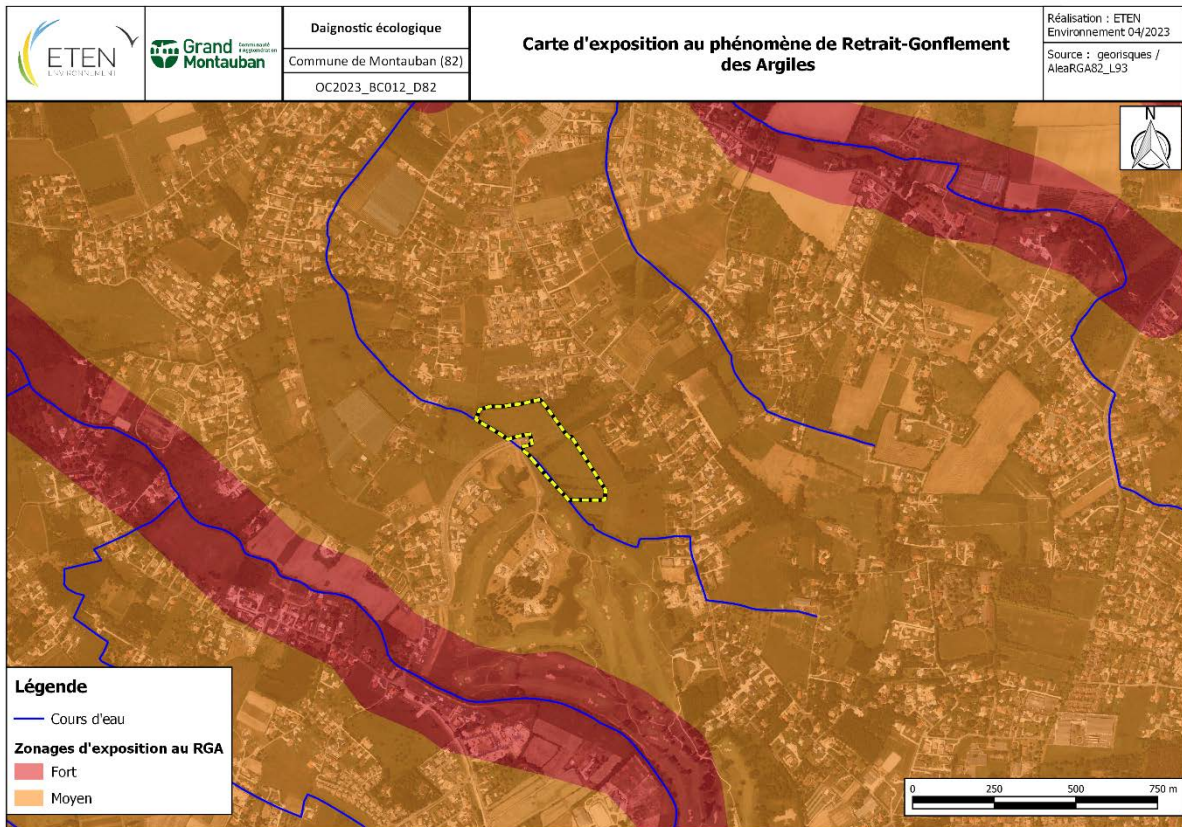 ETEN
ENVIRONNEMENT
Grand
Montauban
Communauté
d'agglomération
Daignostic écologique
Commune de Montauban (82)
OC2023_BC012_D82
Carte d'exposition au phénomène de Retrait-Gonflement
des Argiles
Réalisation : ETEN
Environnement 04/2023
Source : georisques /
AleaRGA82_L93
N
Légende
Cours d'eau
Zonages d'exposition au RGA
Fort
Moyen
0 250 500 750 m